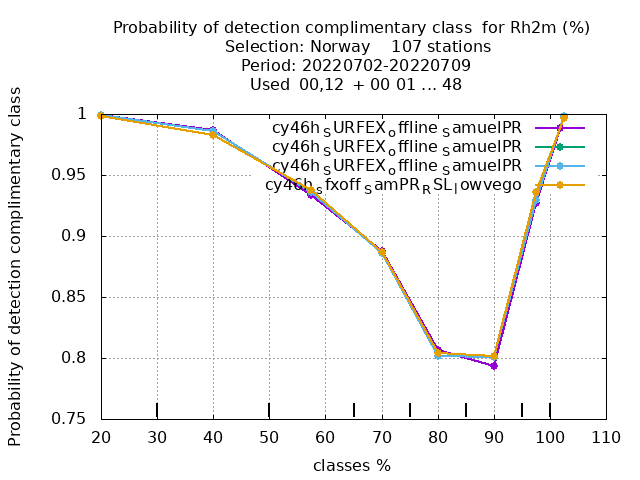 Probability of detection complimentary class for Rh2m (%)
Selection: Norway 107 stations
Period: 20220702-20220709
Used 00,12 + 00 01 ... 48
Probability of detection complimentary class
1
0.95
0.9
0.85
0.8
0.75
cy46h_SURFEX_offline_SamuelPR
cy46h_SURFEX_offline_SamuelPR
cy46h_SURFEX_offline_SamuelPR
cy46h_sfxoff_SamPR_RSL_lowvego
20 30 40 50 60 70 80 90 100 110
classes %